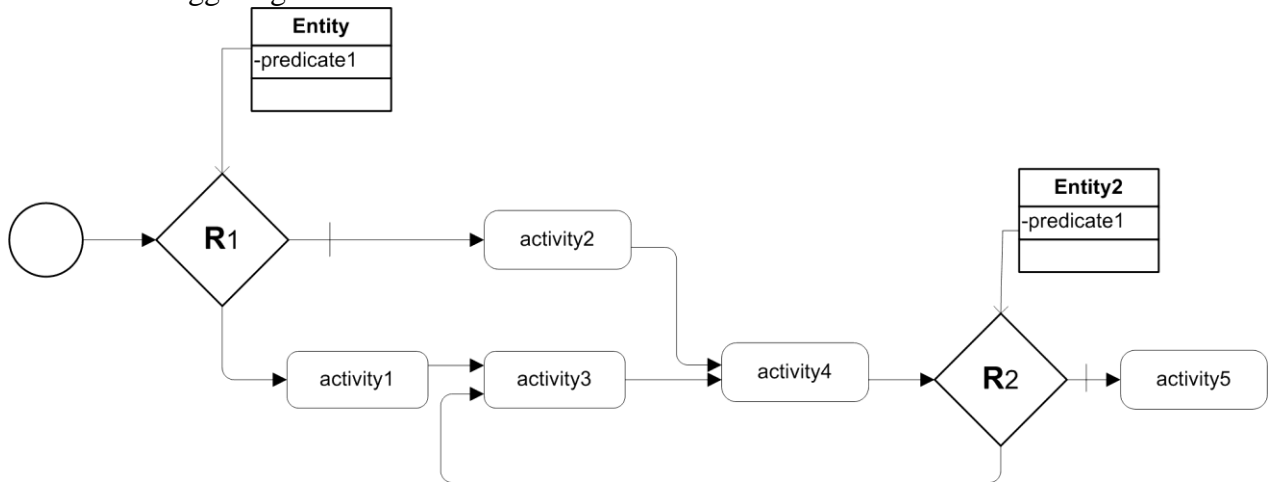 Entity
-predicate1
Entity2
-predicate1
R1
activity2
activity1
activity3
activity4
R2
activity5